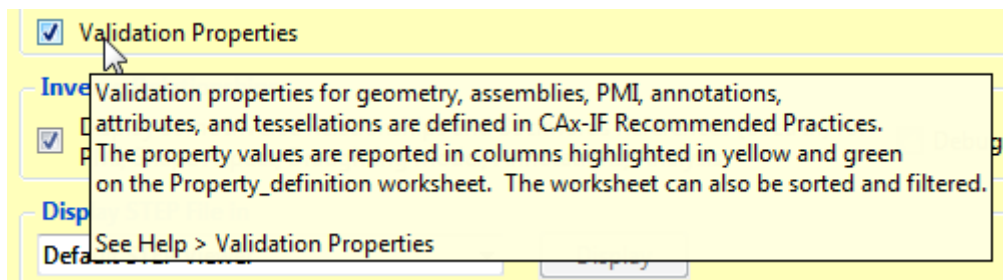 Validation Properties
Inve
Validation properties for geometry, assemblies, PMI, annotations,
attributes, and tessellations are defined in CAx-IF Recommended Practices.
The property values are reported in columns highlighted in yellow and green
on the Property_definition worksheet.  The worksheet can also be sorted and filtered.
Disp
See Help > Validation Properties